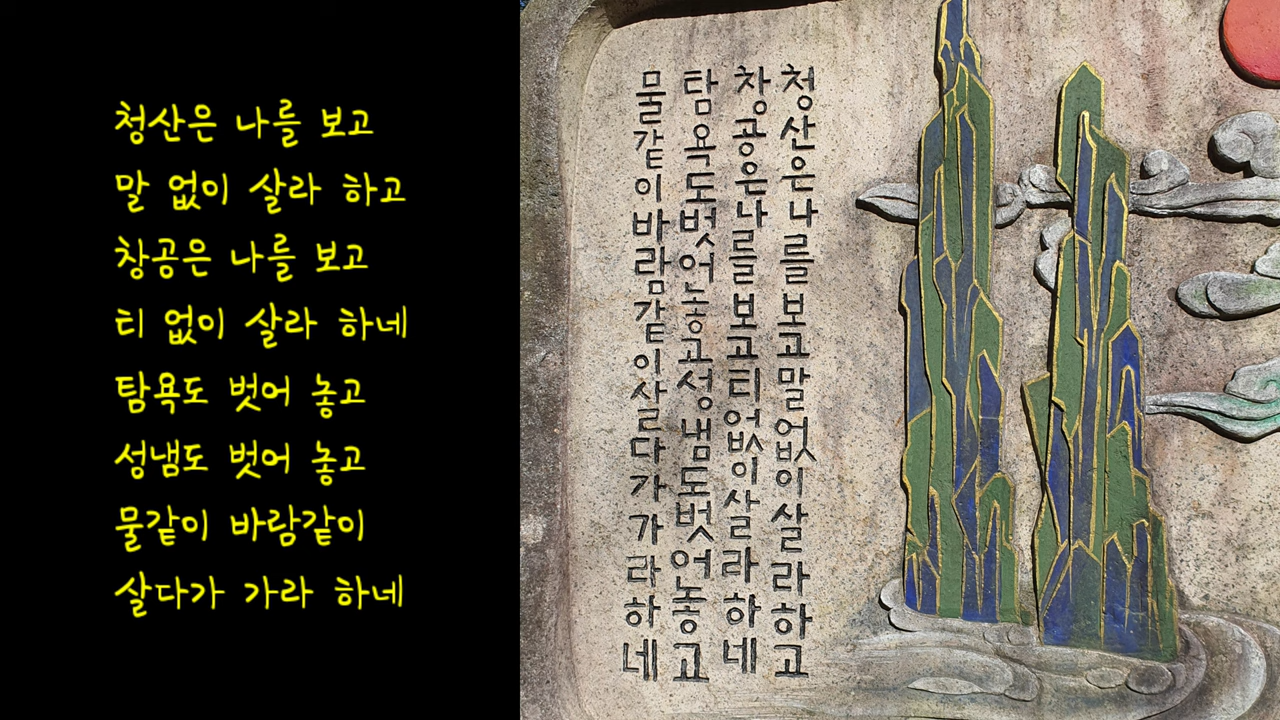 청산은 나를 보고
말 없이 살라 하고
창공은 나를 보고
티 없이 살라 하네
탐욕도 벗어 놓고
성냄도 벗어 놓고
물같이 바람같이
살다가 가라 하네
청산은나를보고말없이살라하고
창공은나를보고티없이살라하네
탐욕도벗어놓고성냄도벗어놓고
물같이바람같이살다가가라하네